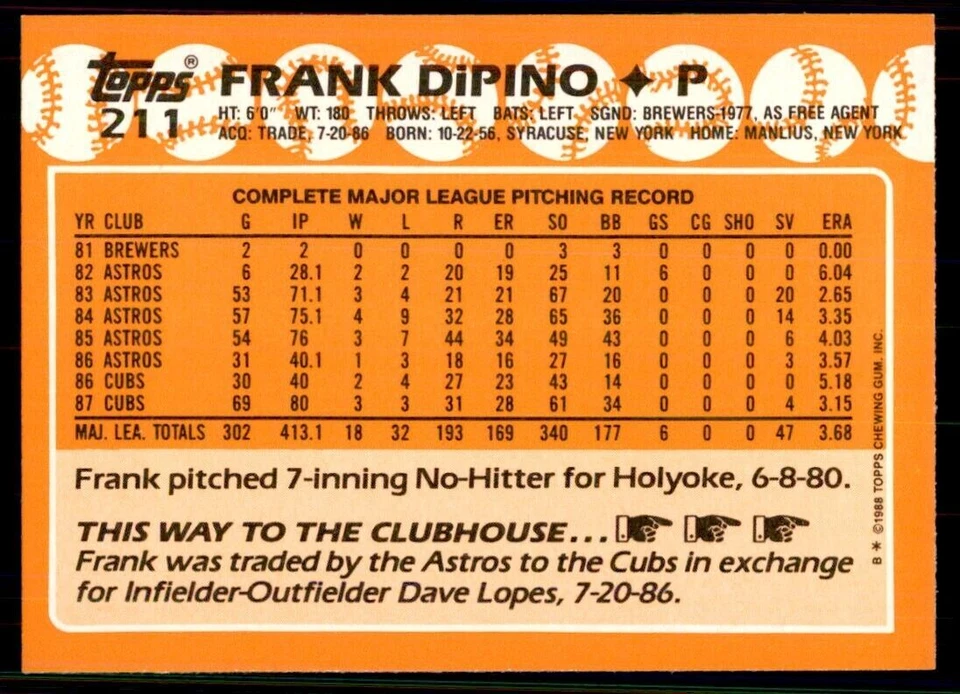 topps® FRANK DiPINO ✦ P
211 HT: 6'0" WT: 180 THROWS: LEFT BATS: LEFT SGND: BREWERS-1977, AS FREE AGENT
ACQ: TRADE, 7-20-86 BORN: 10-22-56, SYRACUSE, NEW YORK HOME: MANLIUS, NEW YORK
COMPLETE MAJOR LEAGUE PITCHING RECORD
YR CLUB G IP W L R ER SO BB GS CG SHO SV ERA
81 BREWERS 2 2 0 0 0 0 3 3 0 0 0 0 0.00
82 ASTROS 6 28.1 2 2 20 19 25 11 6 0 0 0 6.04
83 ASTROS 53 71.1 3 4 21 21 67 20 0 0 0 20 2.65
84 ASTROS 57 75.1 4 9 32 28 65 36 0 0 0 14 3.35
85 ASTROS 54 76 3 7 44 34 49 43 0 0 0 6 4.03
86 ASTROS 31 40.1 1 3 18 16 27 16 0 0 0 3 3.57
86 CUBS 30 40 2 4 27 23 43 14 0 0 0 0 5.18
87 CUBS 69 80 3 3 31 28 61 34 0 0 0 4 3.15
MAJ. LEA. TOTALS 302 413.1 18 32 193 169 340 177 6 0 0 47 3.68
Frank pitched 7-inning No-Hitter for Holyoke, 6-8-80.
THIS WAY TO THE CLUBHOUSE...
Frank was traded by the Astros to the Cubs in exchange
for Infielder-Outfielder Dave Lopes, 7-20-86.
B * ©1988 TOPPS CHEWING GUM, INC.